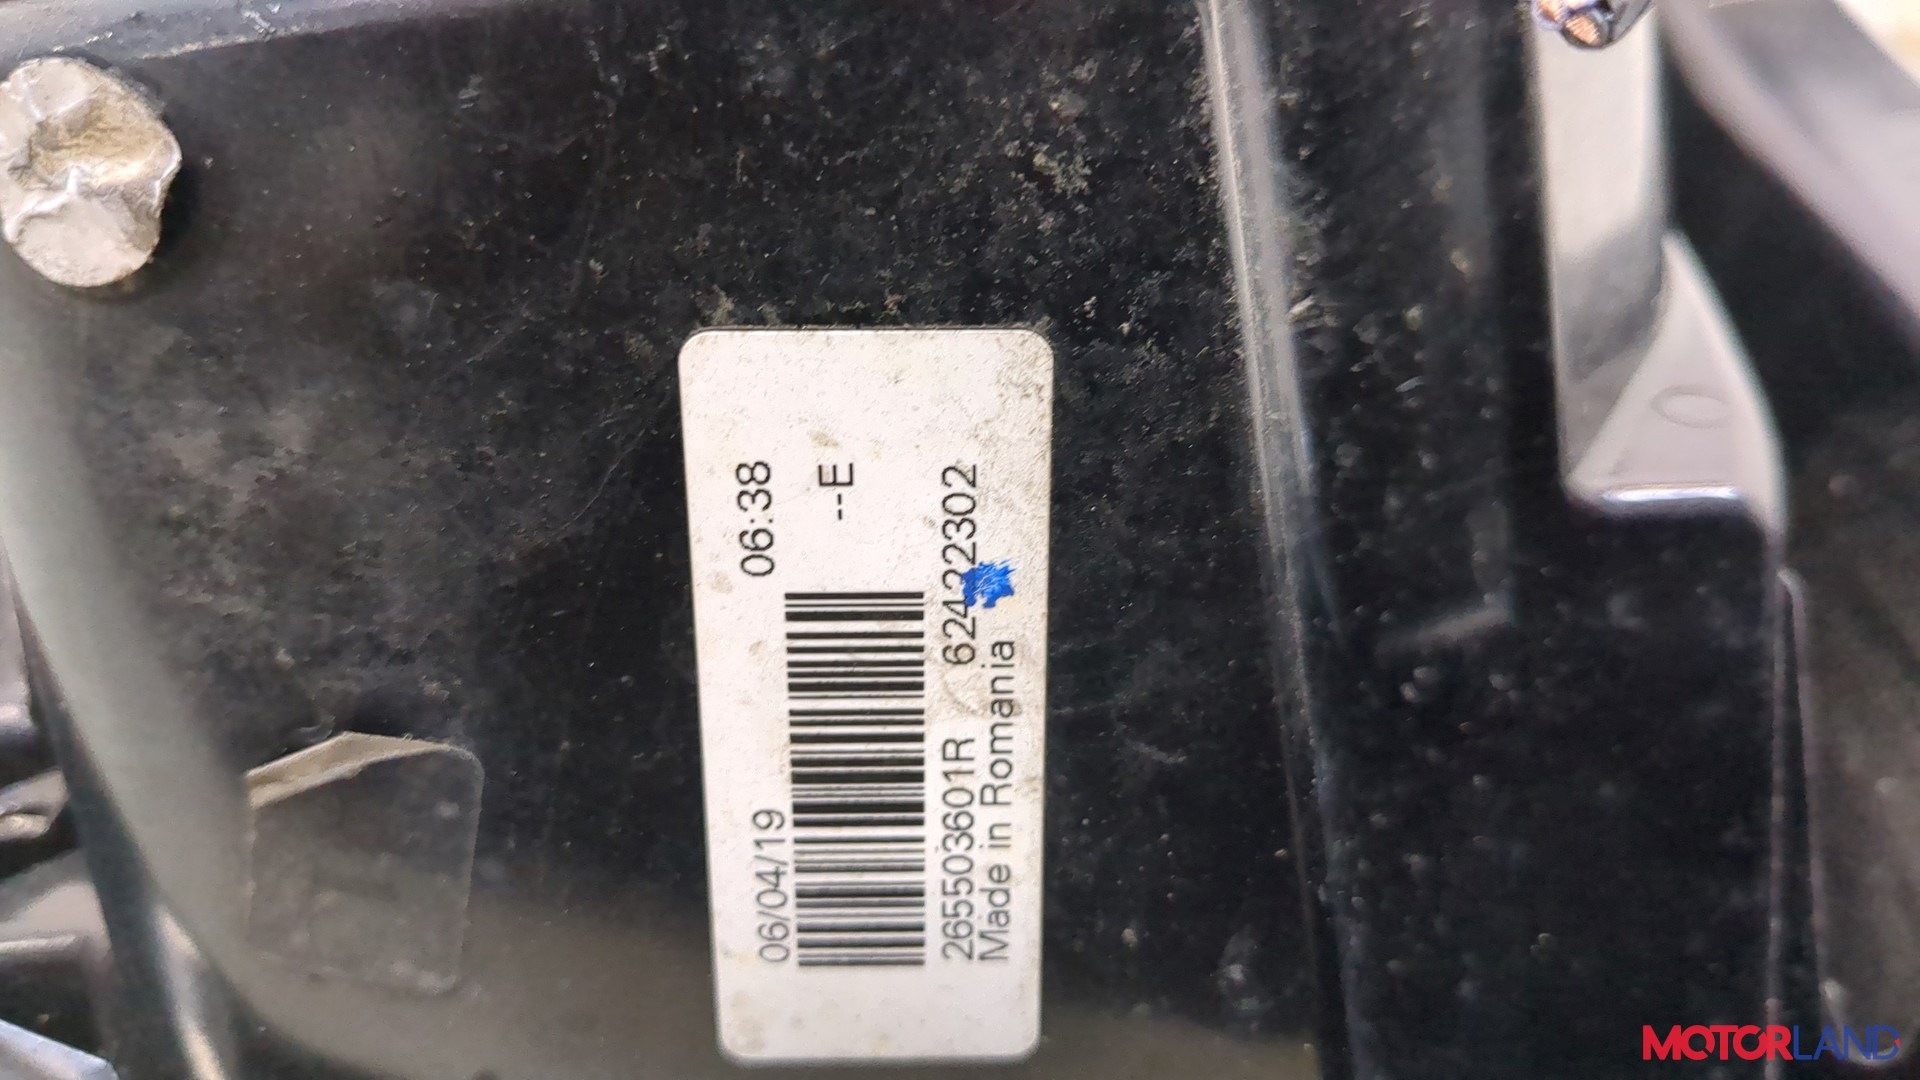 06/04/19 06:38
--E
265503601R 62422302
Made in Romania
MOTORLAND